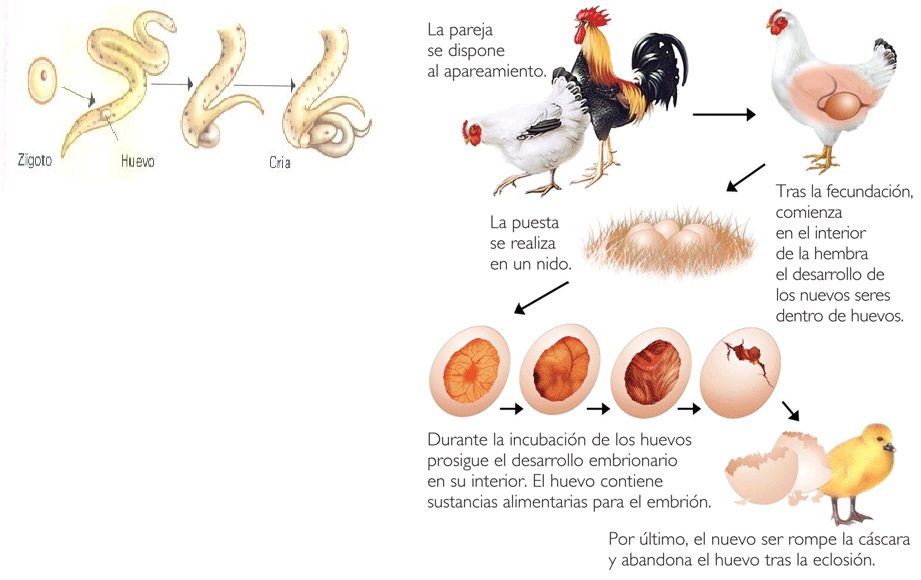 Zigoto
Huevo
Cria
La pareja
se dispone
al apareamiento.
Tras la fecundación,
comienza
en el interior
de la hembra
el desarrollo de
los nuevos seres
dentro de huevos.
La puesta
se realiza
en un nido.
Durante la incubación de los huevos
prosigue el desarrollo embrionario
en su interior. El huevo contiene
sustancias alimentarias para el embrión.
Por último, el nuevo ser rompe la cáscara
y abandona el huevo tras la eclosión.